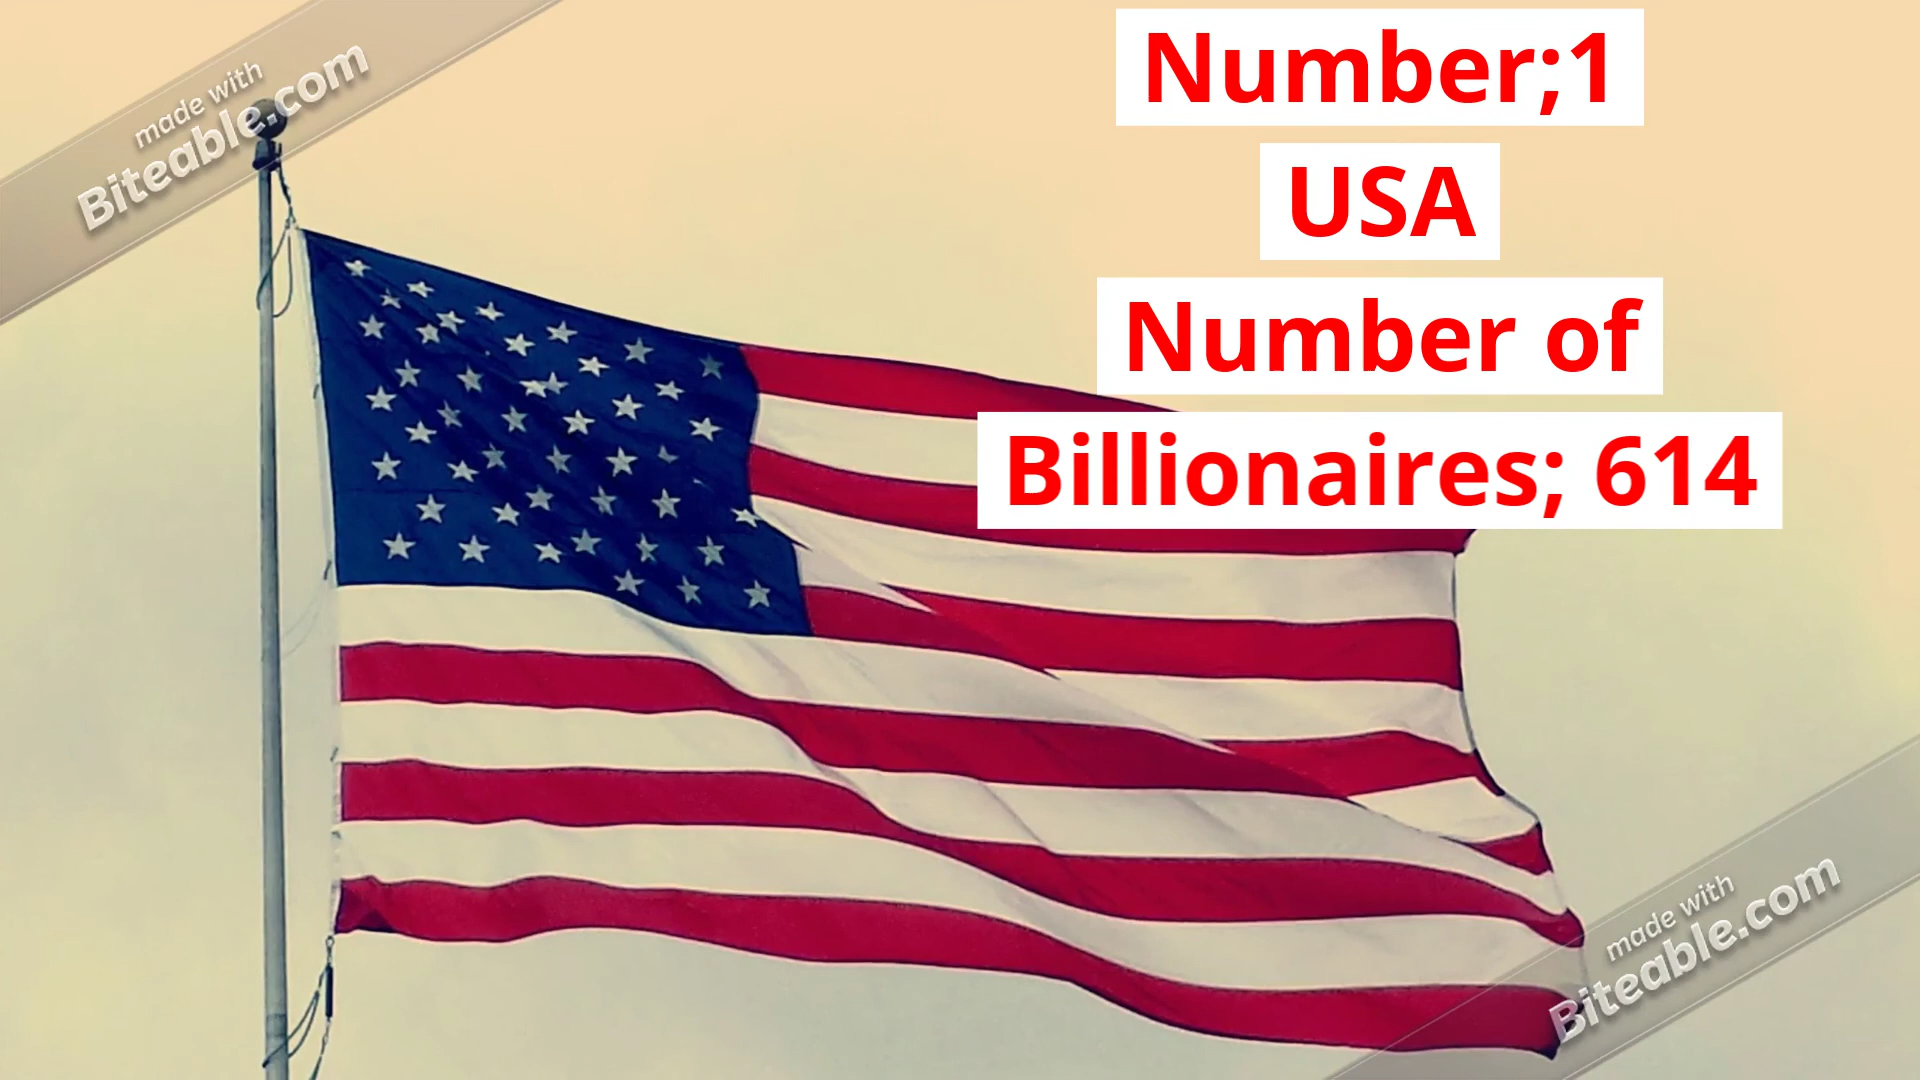 made with
Biteable.com
Number;1
USA
Number of
Billionaires; 614
made with
Biteable.com